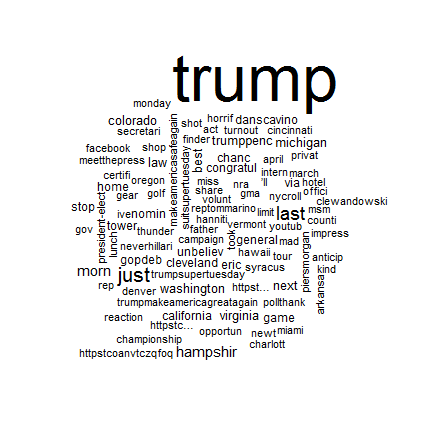 trump
monday
colorado shot horrif danscavino
secretari act turnout cincinnati
facebook shop finder trumppenc michigan
makeamericasafeagain
suitsupertuesday
best
meetthepress law chanc april privat
congratul
certifi oregon intern march
home miss nra 'll via hotel
gear golf share gma offici
volunt nycroll clewandowski
stop ivenomin reptommarino limit last msm
hanniti counti
gov tower father vermont youtub
president-elect
lunch
thunder campaign took general mad impress
neverhillari unbeliev hawaii tour
piersmorgan
gopdeb cleveland eric syracus anticip
morn just trumpsupertuesday kind
rep denver washington httpst… next
arkansa
trumpmakeamericagreatagain pollthank
reaction california virginia game
httpstc… opportun newt miami
championship charlott
httpstcoanvtczqfoq hampshir